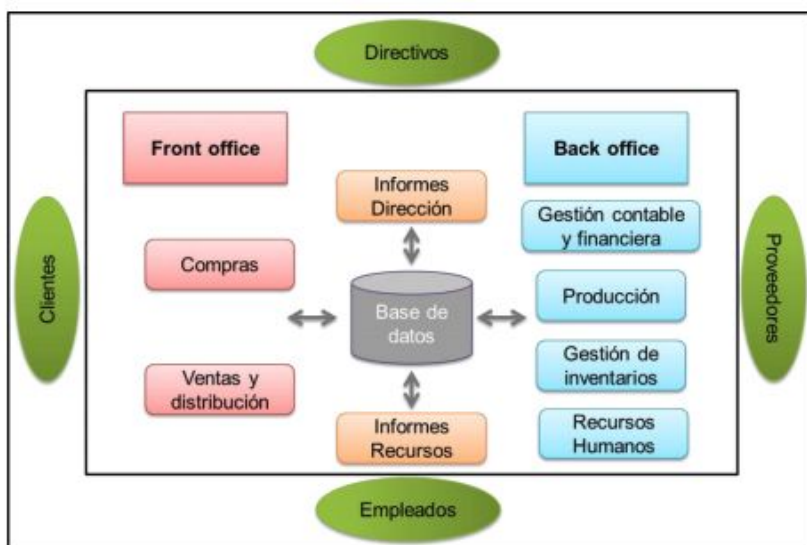 Directivos
Front office
Back office
Informes
Dirección
Gestión contable
y financiera
Clientes
Compras
Base de
datos
Producción
Proveedores
Ventas y
distribución
Gestión de
inventarios
Informes
Recursos
Recursos
Humanos
Empleados